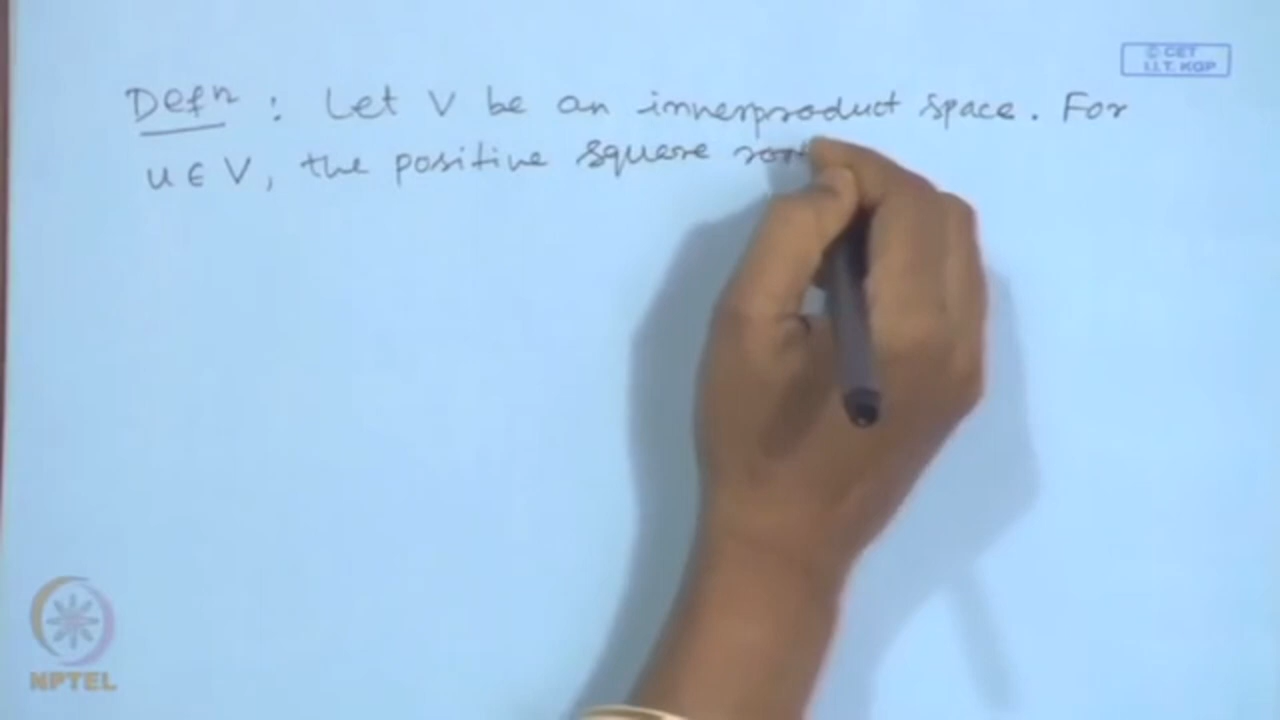 © CET
I.I.T. KGP
Defn : Let V be an innerproduct space. For
u ∈ V, the positive square
NPTEL